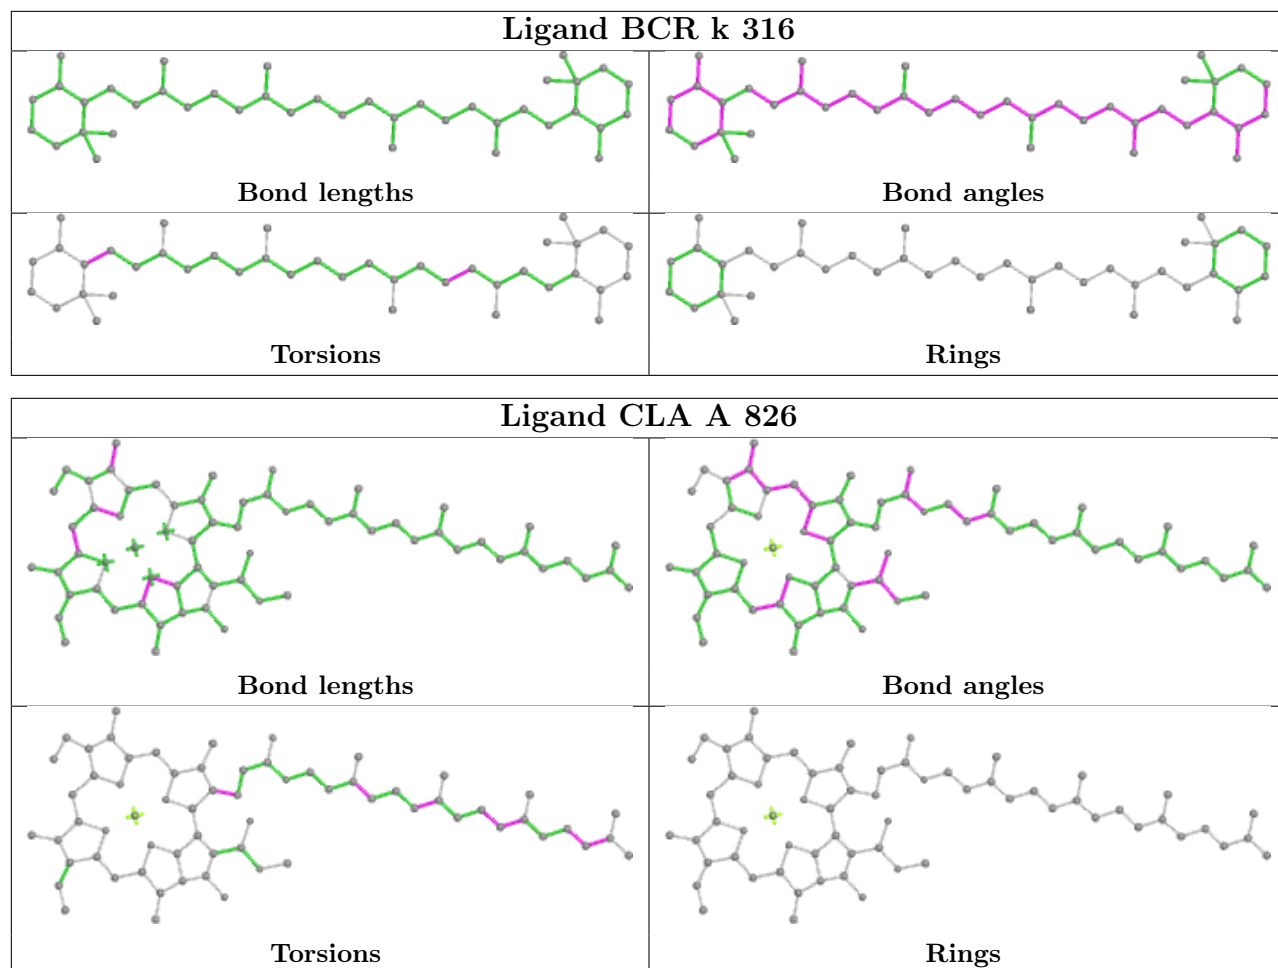 Ligand BCR k 316
Bond lengths
Bond angles
Torsions
Rings
Ligand CLA A 826
Bond lengths
Bond angles
Torsions
Rings